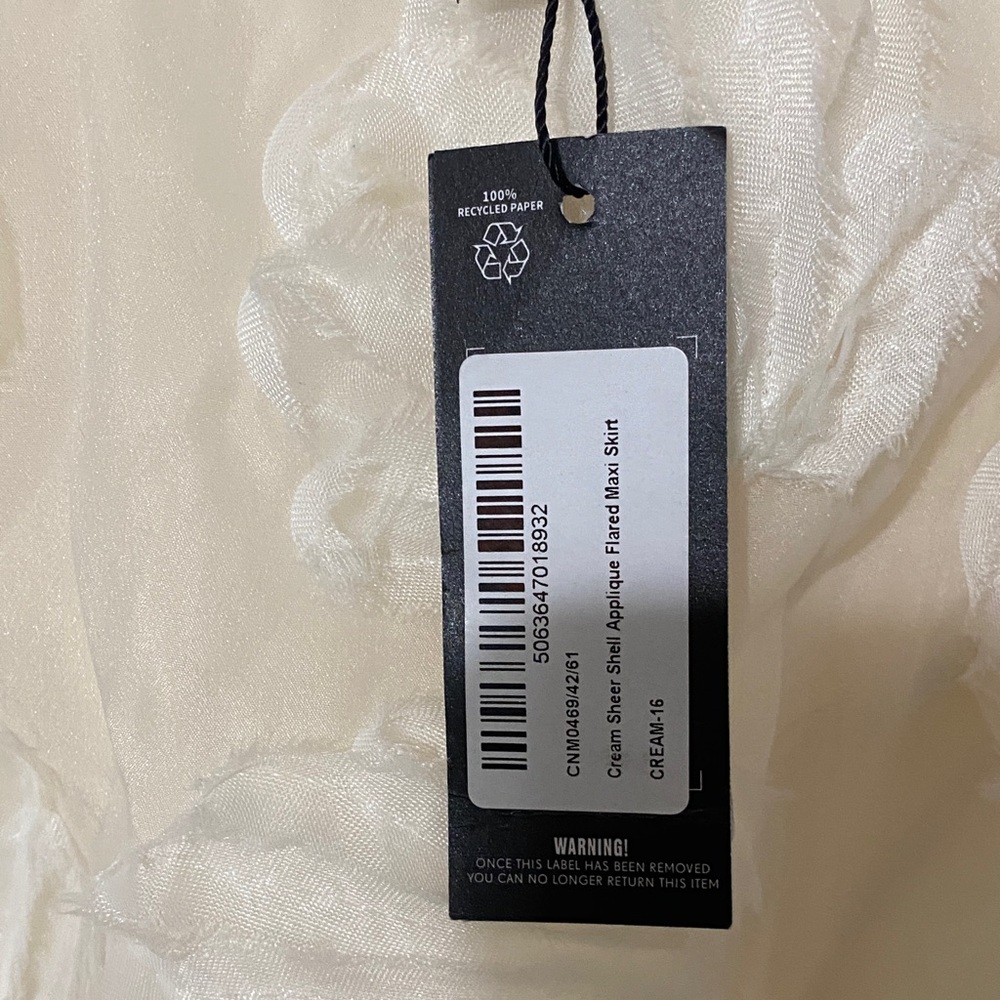 100%
RECYCLED PAPER
5063647018932
CNM0469/42/61
Cream Sheer Shell Applique Flared Maxi Skirt
CREAM-16
WARNING!
ONCE THIS LABEL HAS BEEN REMOVED
YOU CAN NO LONGER RETURN THIS ITEM